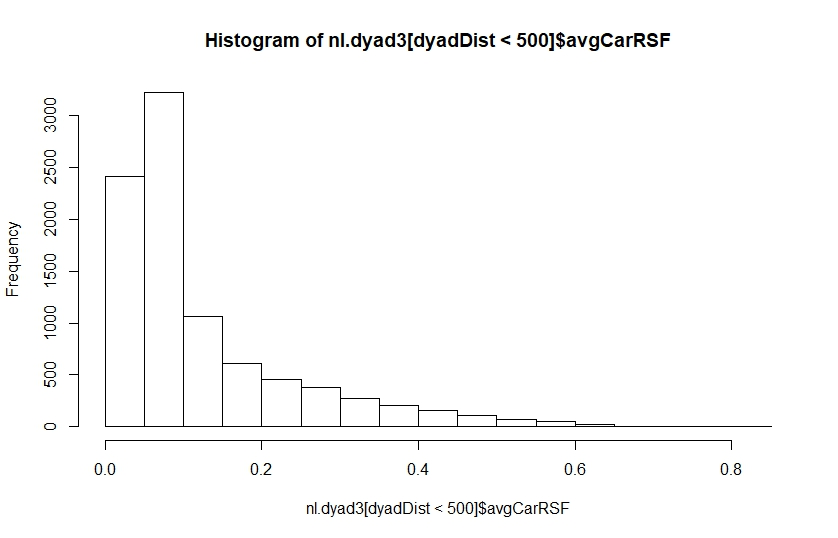 Histogram of nl.dyad3[dyadDist < 500]$avgCarRSF
3000
2500
2000
1500
1000
500
0
Frequency
0.0 0.2 0.4 0.6 0.8
nl.dyad3[dyadDist < 500]$avgCarRSF